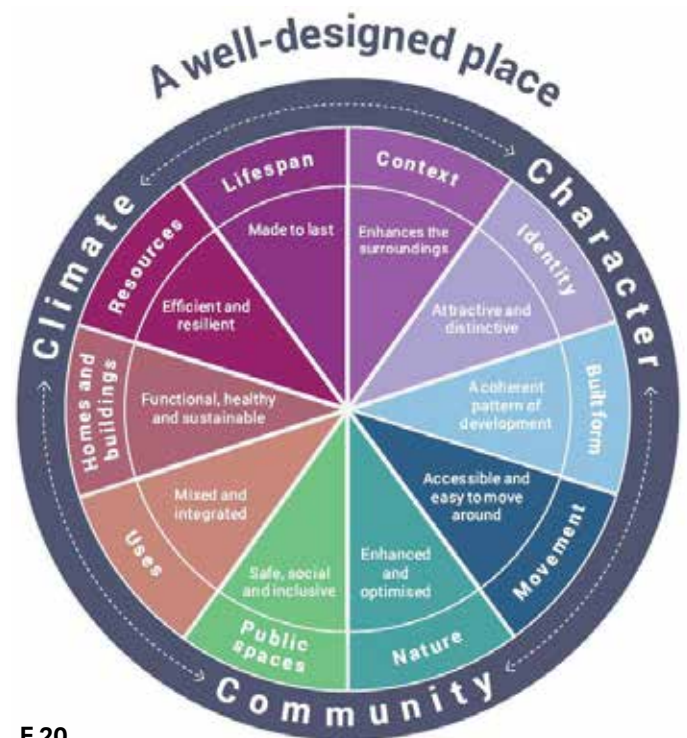 A well-designed place
Climate
Character
Community
Context
Enhances the
surroundings
Identity
Attractive and
distinctive
Built form
A coherent
pattern of
development
Movement
Accessible and
easy to move
around
Nature
Enhanced
and
optimised
Public
spaces
Safe, social
and inclusive
Uses
Mixed and
integrated
Homes and
buildings
Functional, healthy
and sustainable
Resources
Efficient and
resilient
Lifespan
Made to last